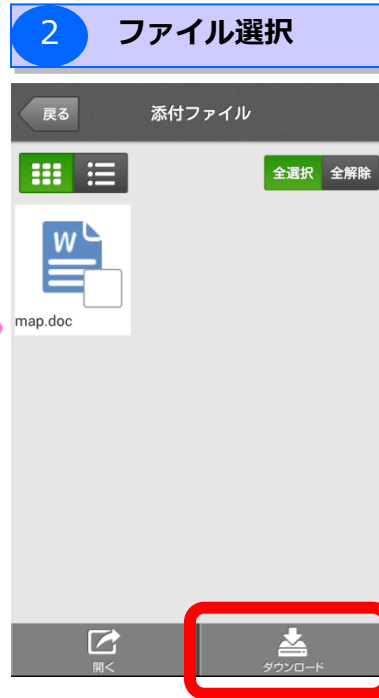 2 ファイル選択
戻る 添付ファイル
全選択 全解除
W
map.doc
開く ダウンロード